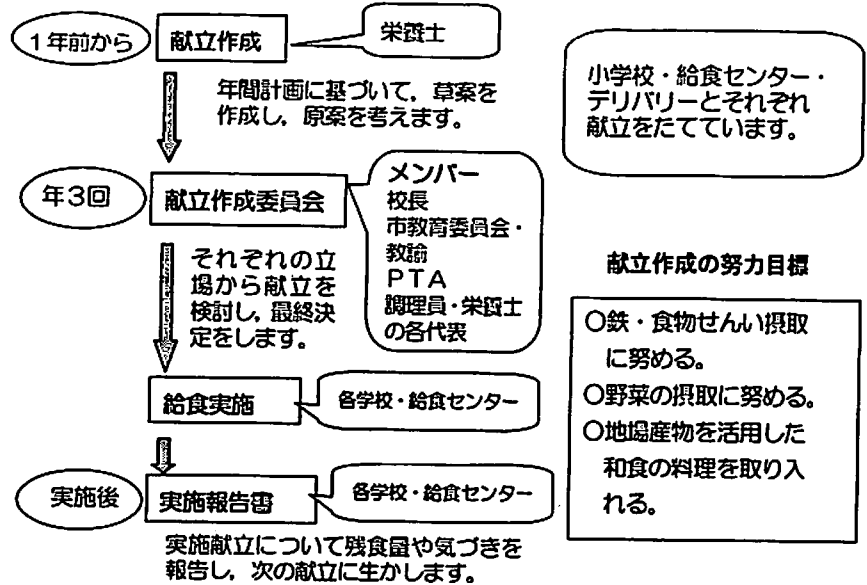 1年前から
献立作成
栄養士
年間計画に基づいて，草案を
作成し，原案を考えます。
小学校・給食センター・
デリバリーとそれぞれ
献立をたてています。
年3回
献立作成委員会
メンバー
校長
市教育委員会・
教諭
ＰＴＡ
調理員・栄養士
の各代表
それぞれの立
場から献立を
検討し，最終決
定をします。
給食実施
各学校・給食センター
実施後
実施報告書
各学校・給食センター
実施献立について残食量や気づきを
報告し，次の献立に生かします。
献立作成の努力目標
○鉄・食物せんい摂取
に努める。
○野菜の摂取に努める。
○地場産物を活用した
和食の料理を取り入
れる。